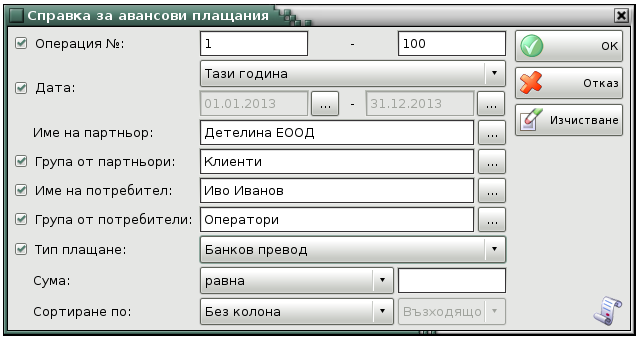 Справка за авансови плащания
Операция №: 1 - 100 ОК
Тази година
Дата: Отказ
01.01.2013 ... - 31.12.2013 ...
Изчистване
Име на партньор: Детелина ЕООД ...
Група от партньори: Клиенти ...
Име на потребител: Иво Иванов ...
Група от потребители: Оператори ...
Тип плащане: Банков превод
Сума: равна
Сортиране по: Без колона Възходящо